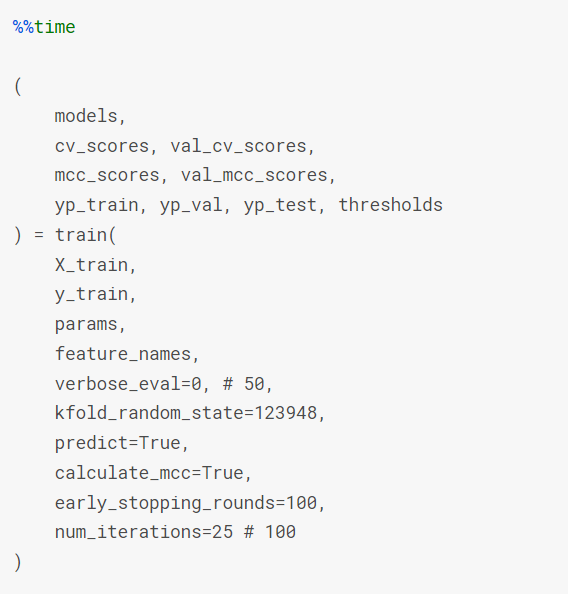 %%time
(
    models,
    cv_scores, val_cv_scores,
    mcc_scores, val_mcc_scores,
    yp_train, yp_val, yp_test, thresholds
) = train(
    X_train,
    y_train,
    params,
    feature_names,
    verbose_eval=0, # 50,
    kfold_random_state=123948,
    predict=True,
    calculate_mcc=True,
    early_stopping_rounds=100,
    num_iterations=25 # 100
)